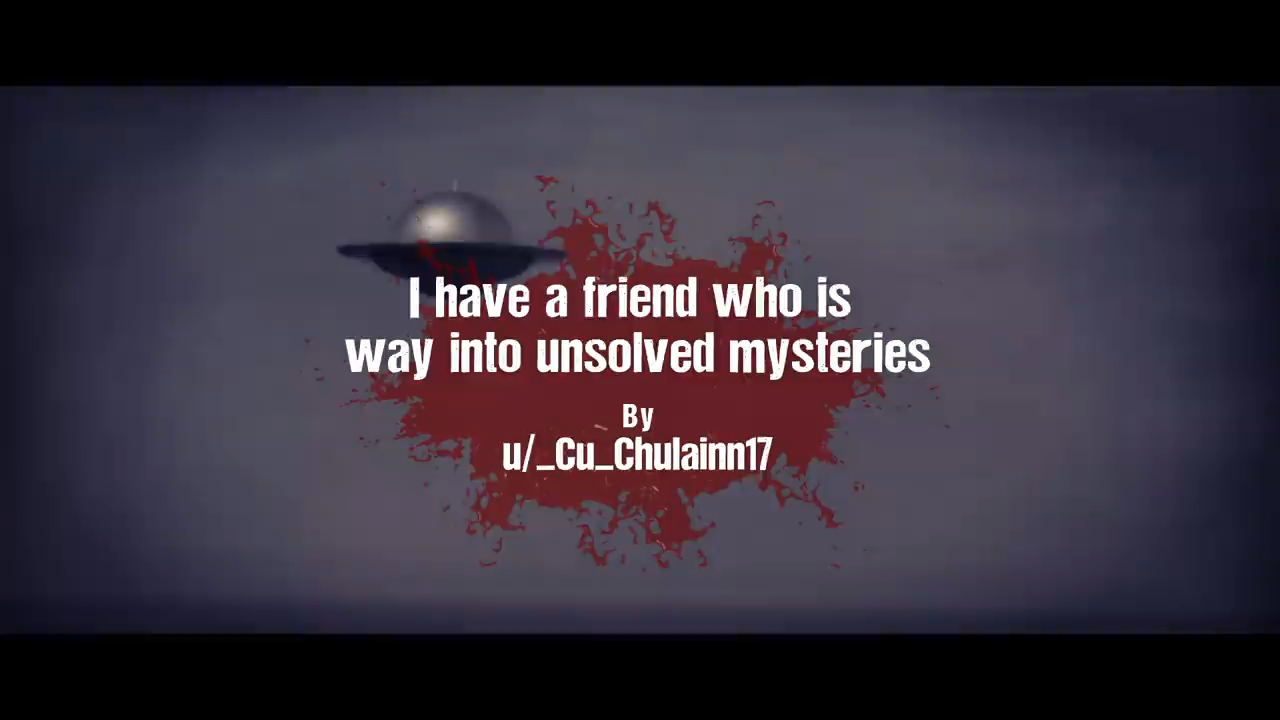 I have a friend who is
way into unsolved mysteries
By
u/_Cu_Chulainn17